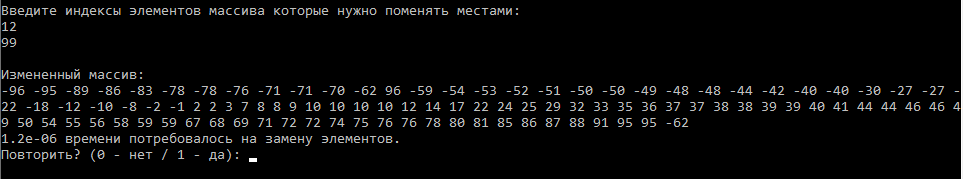 Введите индексы элементов массива которые нужно поменять местами:
12
99
Измененный массив:
-96 -95 -89 -86 -83 -78 -78 -76 -71 -71 -70 -62 96 -59 -54 -53 -52 -51 -50 -50 -49 -48 -48 -44 -42 -40 -40 -30 -27 -27 -
22 -18 -12 -10 -8 -2 -1 2 2 3 7 8 8 9 10 10 10 10 12 14 17 22 24 25 29 32 33 35 36 37 37 38 38 39 39 40 41 44 44 46 46 4
9 50 54 55 56 58 59 59 67 68 69 71 72 72 74 75 76 76 78 80 81 85 86 87 88 91 95 95 -62
1.2e-06 времени потребовалось на замену элементов.
Повторить? (0 - нет / 1 - да):